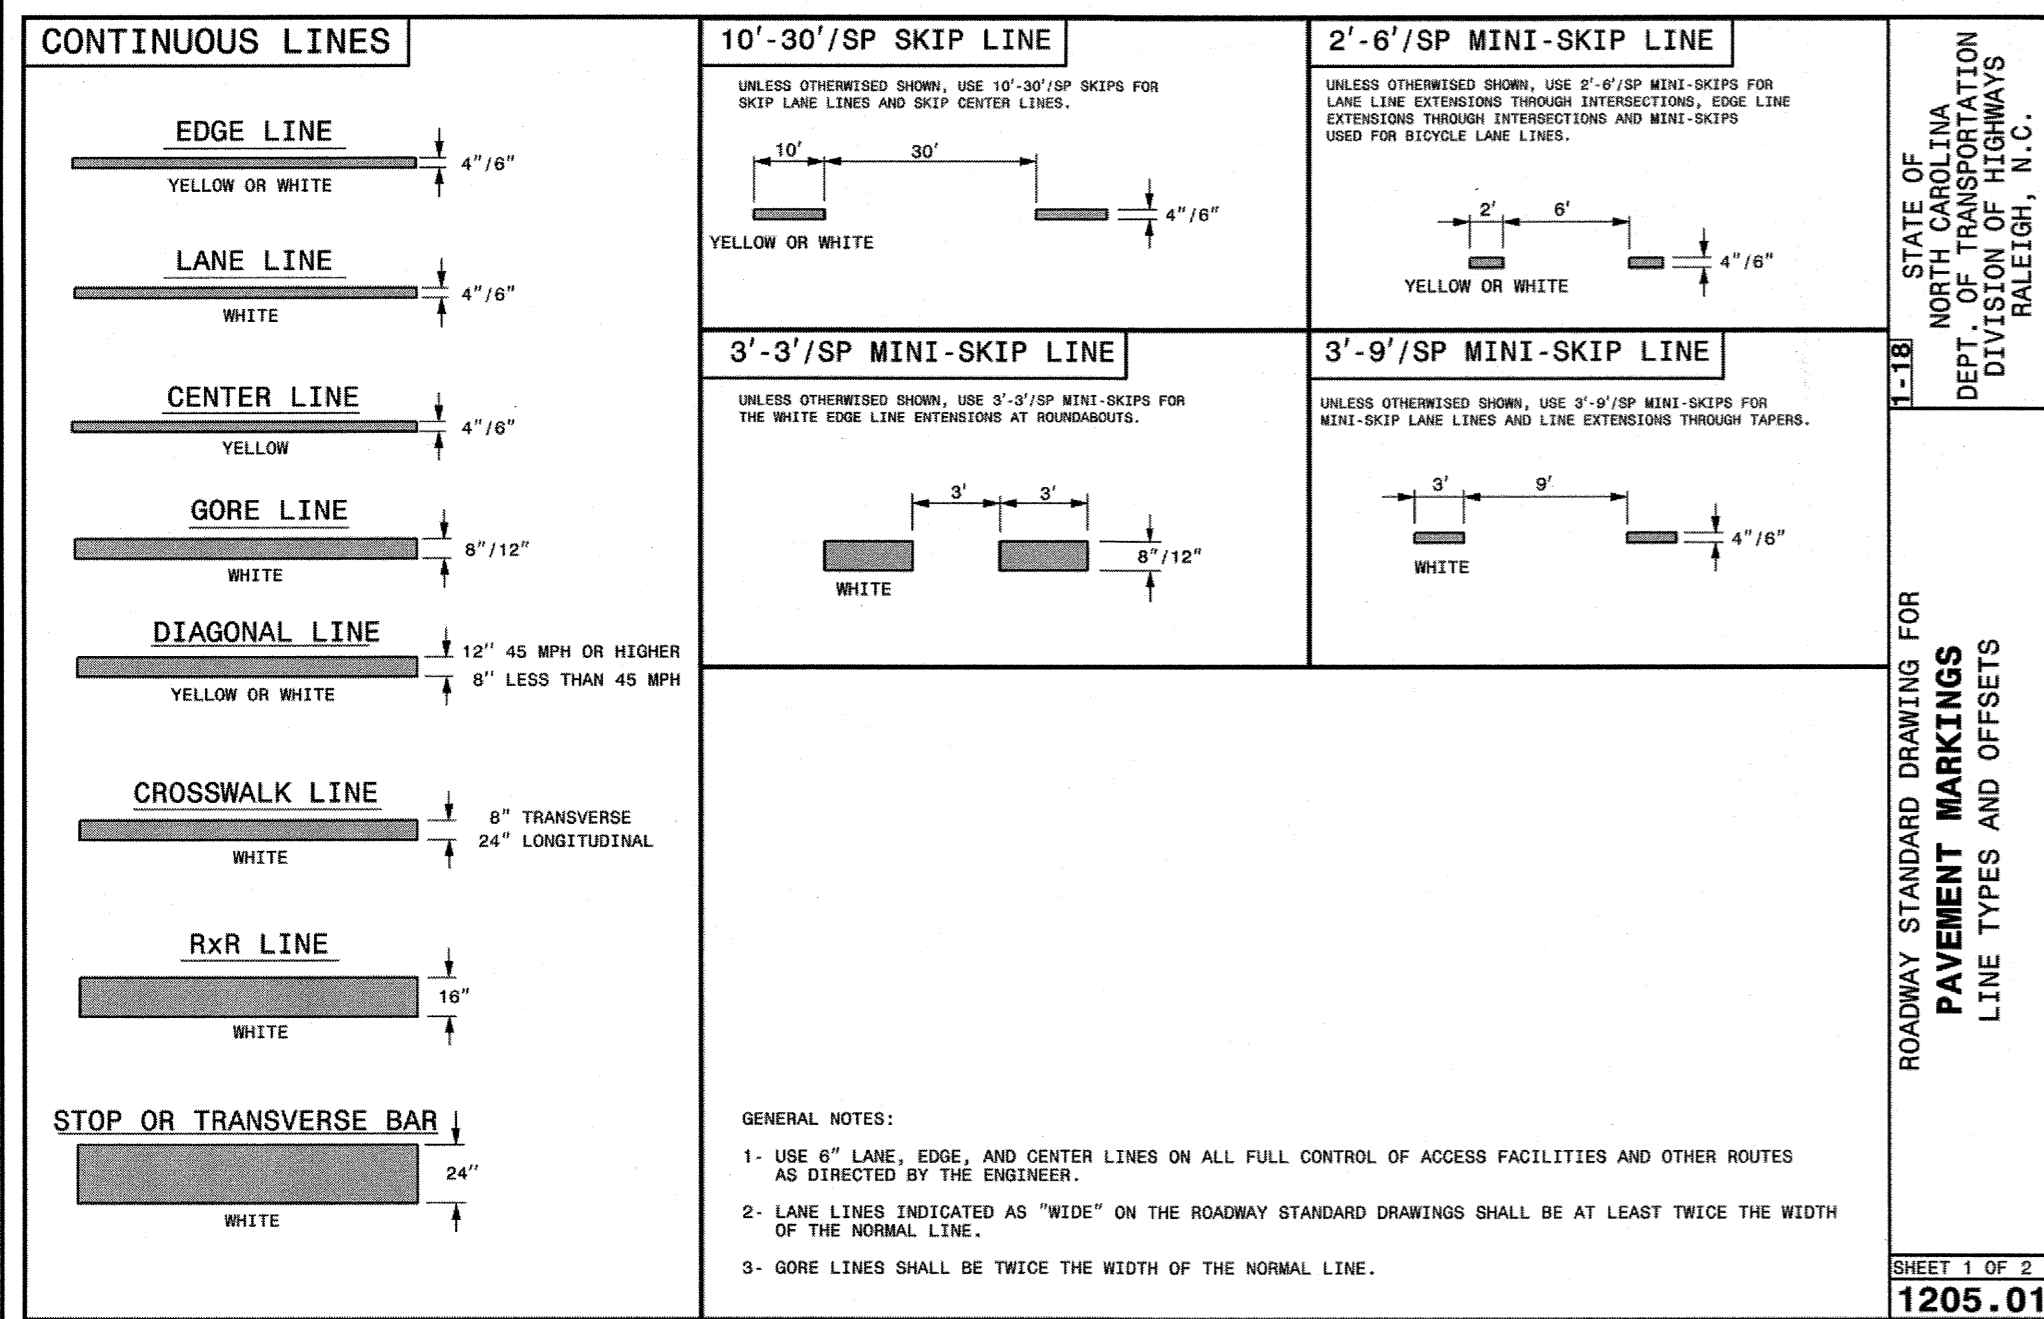 CONTINUOUS LINES
EDGE LINE
4"/6"
YELLOW OR WHITE
LANE LINE
4"/6"
WHITE
CENTER LINE
4"/6"
YELLOW
GORE LINE
8"/12"
WHITE
DIAGONAL LINE
12" 45 MPH OR HIGHER
8" LESS THAN 45 MPH
YELLOW OR WHITE
CROSSWALK LINE
8" TRANSVERSE
24" LONGITUDINAL
WHITE
RxR LINE
16"
WHITE
STOP OR TRANSVERSE BAR
24"
WHITE
10'-30'/SP SKIP LINE
UNLESS OTHERWISED SHOWN, USE 10'-30'/SP SKIPS FOR
SKIP LANE LINES AND SKIP CENTER LINES.
10' 30'
4"/6"
YELLOW OR WHITE
2'-6'/SP MINI-SKIP LINE
UNLESS OTHERWISED SHOWN, USE 2'-6'/SP MINI-SKIPS FOR
LANE LINE EXTENSIONS THROUGH INTERSECTIONS, EDGE LINE
EXTENSIONS THROUGH INTERSECTIONS AND MINI-SKIPS
USED FOR BICYCLE LANE LINES.
2' 6'
4"/6"
YELLOW OR WHITE
3'-3'/SP MINI-SKIP LINE
UNLESS OTHERWISED SHOWN, USE 3'-3'/SP MINI-SKIPS FOR
THE WHITE EDGE LINE ENTENSIONS AT ROUNDABOUTS.
3' 3'
8"/12"
WHITE
3'-9'/SP MINI-SKIP LINE
UNLESS OTHERWISED SHOWN, USE 3'-9'/SP MINI-SKIPS FOR
MINI-SKIP LANE LINES AND LINE EXTENSIONS THROUGH TAPERS.
3' 9'
4"/6"
WHITE
GENERAL NOTES:
1- USE 6" LANE, EDGE, AND CENTER LINES ON ALL FULL CONTROL OF ACCESS FACILITIES AND OTHER ROUTES
AS DIRECTED BY THE ENGINEER.
2- LANE LINES INDICATED AS "WIDE" ON THE ROADWAY STANDARD DRAWINGS SHALL BE AT LEAST TWICE THE WIDTH
OF THE NORMAL LINE.
3- GORE LINES SHALL BE TWICE THE WIDTH OF THE NORMAL LINE.
1-18
STATE OF
NORTH CAROLINA
DEPT. OF TRANSPORTATION
DIVISION OF HIGHWAYS
RALEIGH, N.C.
ROADWAY STANDARD DRAWING FOR
PAVEMENT MARKINGS
LINE TYPES AND OFFSETS
SHEET 1 OF 2
1205.01